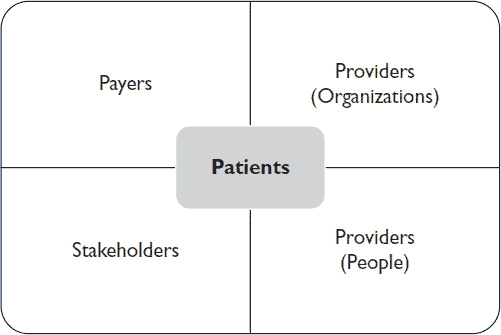 Payers
Providers
(Organizations)
Patients
Stakeholders
Providers
(People)